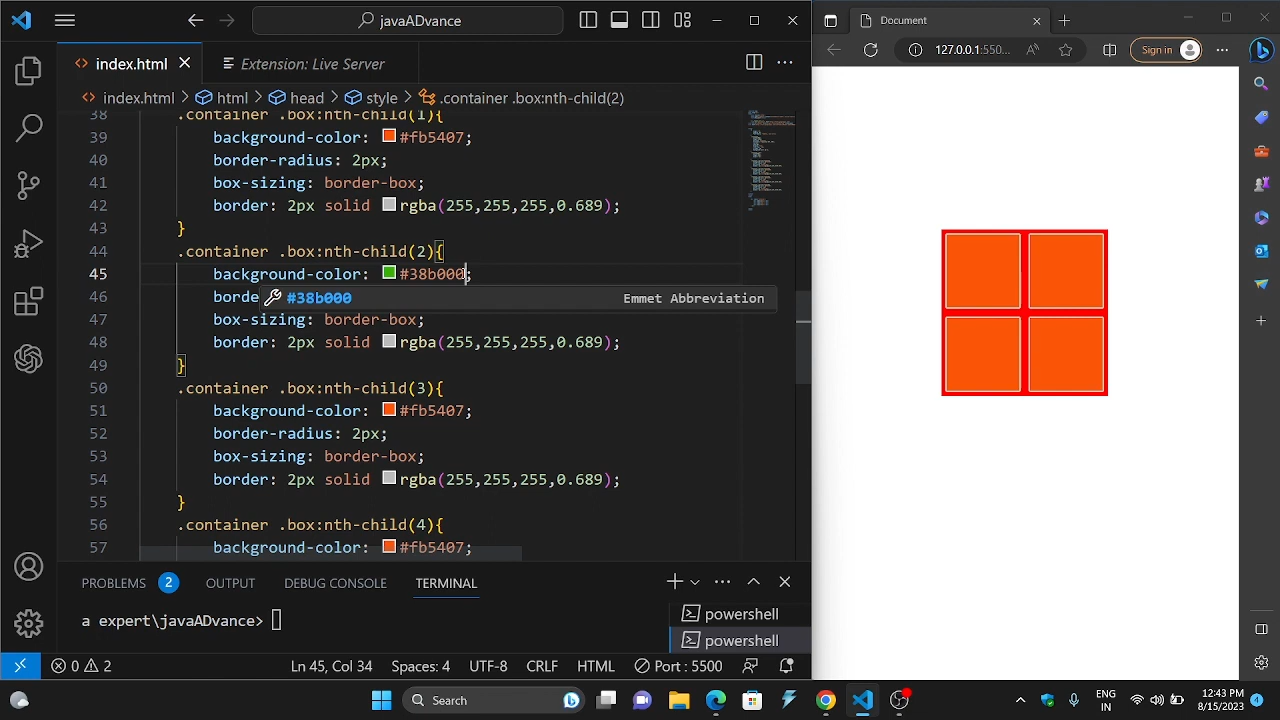 javaADvance
Document
index.html
Extension: Live Server
127.0.0.1:550...
Sign in
index.html > html > head > style > .container .box:nth-child(2)
38 .container .box:nth-child(1){
39 background-color: #fb5407;
40 border-radius: 2px;
41 box-sizing: border-box;
42 border: 2px solid rgba(255,255,255,0.689);
43 }
44 .container .box:nth-child(2){
45 background-color: #38b000;
46 borde
#38b000 Emmet Abbreviation
47 box-sizing: border-box;
48 border: 2px solid rgba(255,255,255,0.689);
49 }
50 .container .box:nth-child(3){
51 background-color: #fb5407;
52 border-radius: 2px;
53 box-sizing: border-box;
54 border: 2px solid rgba(255,255,255,0.689);
55 }
56 .container .box:nth-child(4){
57 background-color: #fb5407;
PROBLEMS 2 OUTPUT DEBUG CONSOLE TERMINAL
a expert\javaADvance>
powershell
powershell
0 2 Ln 45, Col 34 Spaces: 4 UTF-8 CRLF HTML Port : 5500
Search
ENG
IN
12:43 PM
8/15/2023
4